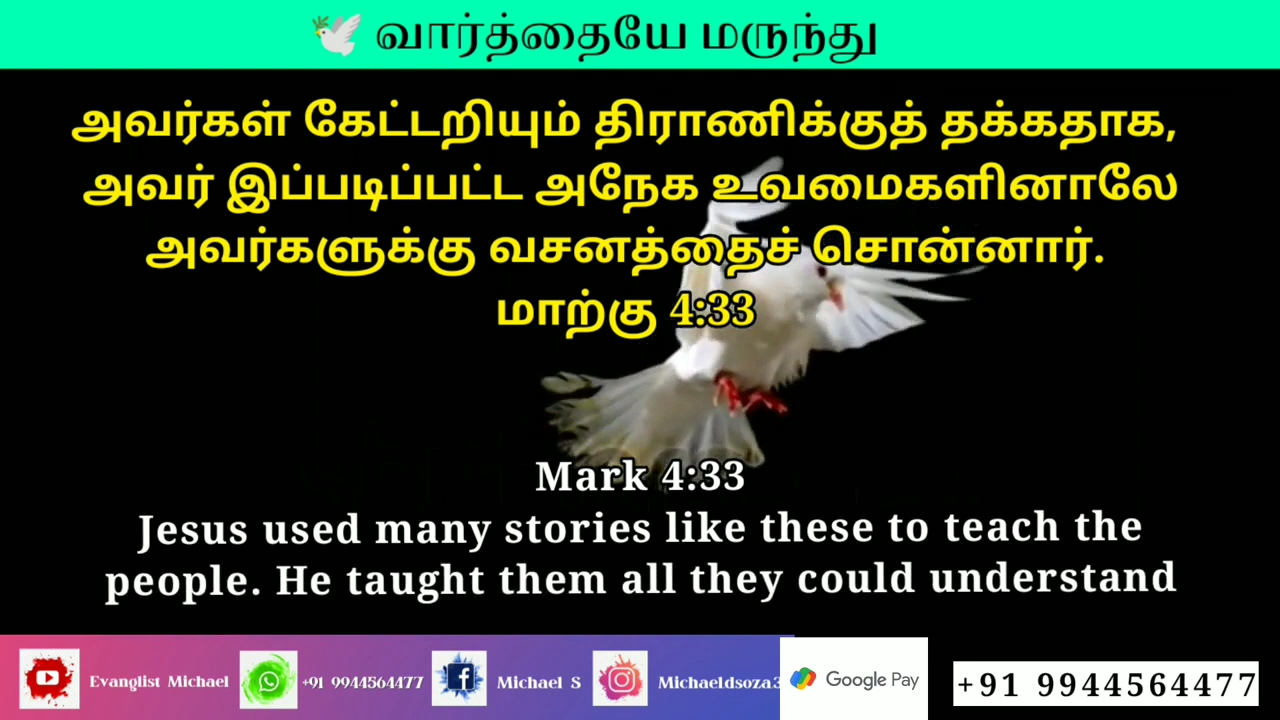 வார்த்தையே மருந்து
அவர்கள் கேட்டறியும் திராணிக்குத் தக்கதாக,
அவர் இப்படிப்பட்ட அநேக உவமைகளினாலே
அவர்களுக்கு வசனத்தைச் சொன்னார்.
மாற்கு 4:33
Mark 4:33
Jesus used many stories like these to teach the
people. He taught them all they could understand
Evanglist Michael +91 9944564477 Michael S Michaeldsoza3 Google Pay +91 9944564477